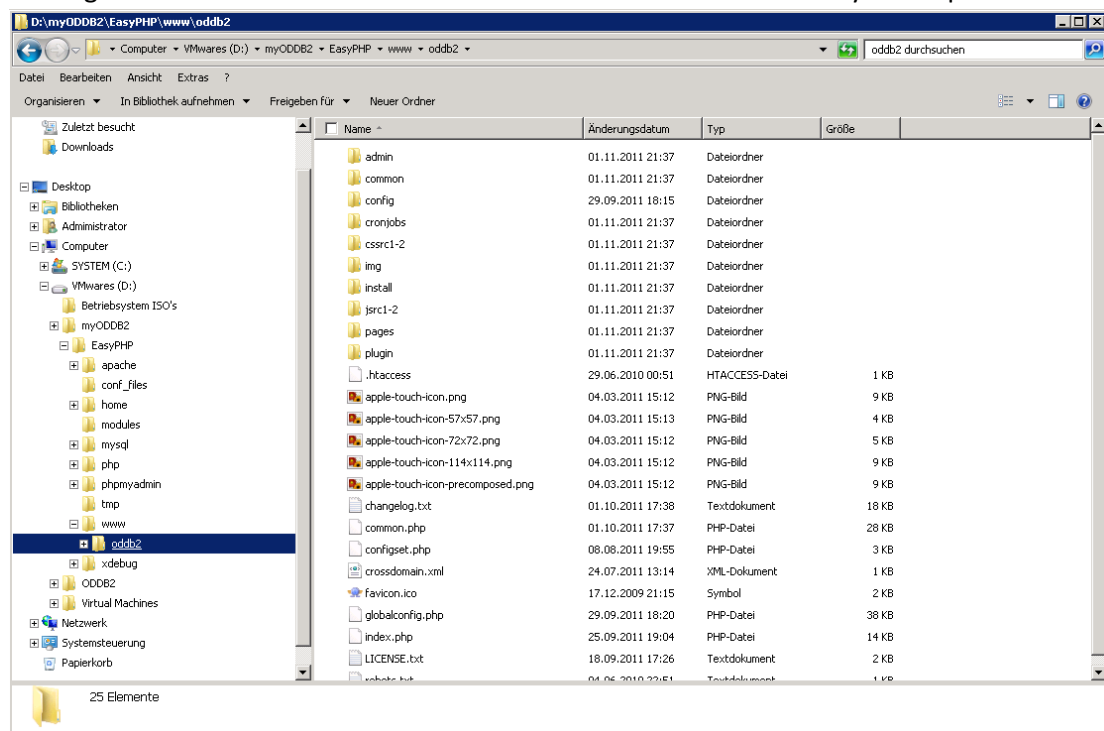 D:\myODDB2\EasyPHP\www\oddb2
Computer VMwares (D:) myODDB2 EasyPHP www oddb2
oddb2 durchsuchen
Datei Bearbeiten Ansicht Extras ?
Organisieren In Bibliothek aufnehmen Freigeben für Neuer Ordner
Zuletzt besucht
Downloads
Desktop
Bibliotheken
Administrator
Computer
SYSTEM (C:)
VMwares (D:)
Betriebsystem ISO's
myODDB2
EasyPHP
apache
conf_files
home
modules
mysql
php
phpmyadmin
tmp
www
oddb2
xdebug
ODDB2
Virtual Machines
Netzwerk
Systemsteuerung
Papierkorb
Name Änderungsdatum Typ Größe
admin 01.11.2011 21:37 Dateiordner
common 01.11.2011 21:37 Dateiordner
config 29.09.2011 18:15 Dateiordner
cronjobs 01.11.2011 21:37 Dateiordner
cssrc1-2 01.11.2011 21:37 Dateiordner
img 01.11.2011 21:37 Dateiordner
install 01.11.2011 21:37 Dateiordner
jsrc1-2 01.11.2011 21:37 Dateiordner
pages 01.11.2011 21:37 Dateiordner
plugin 01.11.2011 21:37 Dateiordner
.htaccess 29.06.2010 00:51 HTACCESS-Datei 1 KB
apple-touch-icon.png 04.03.2011 15:12 PNG-Bild 9 KB
apple-touch-icon-57x57.png 04.03.2011 15:13 PNG-Bild 4 KB
apple-touch-icon-72x72.png 04.03.2011 15:12 PNG-Bild 5 KB
apple-touch-icon-114x114.png 04.03.2011 15:12 PNG-Bild 9 KB
apple-touch-icon-precomposed.png 04.03.2011 15:12 PNG-Bild 9 KB
changelog.txt 01.10.2011 17:38 Textdokument 18 KB
common.php 01.10.2011 17:37 PHP-Datei 28 KB
configset.php 08.08.2011 19:55 PHP-Datei 3 KB
crossdomain.xml 24.07.2011 13:14 XML-Dokument 1 KB
favicon.ico 17.12.2009 21:15 Symbol 2 KB
globalconfig.php 29.09.2011 18:20 PHP-Datei 38 KB
index.php 25.09.2011 19:04 PHP-Datei 14 KB
LICENSE.txt 18.09.2011 17:26 Textdokument 2 KB
robots.txt 04.06.2010 22:51 Textdokument 1 KB
25 Elemente